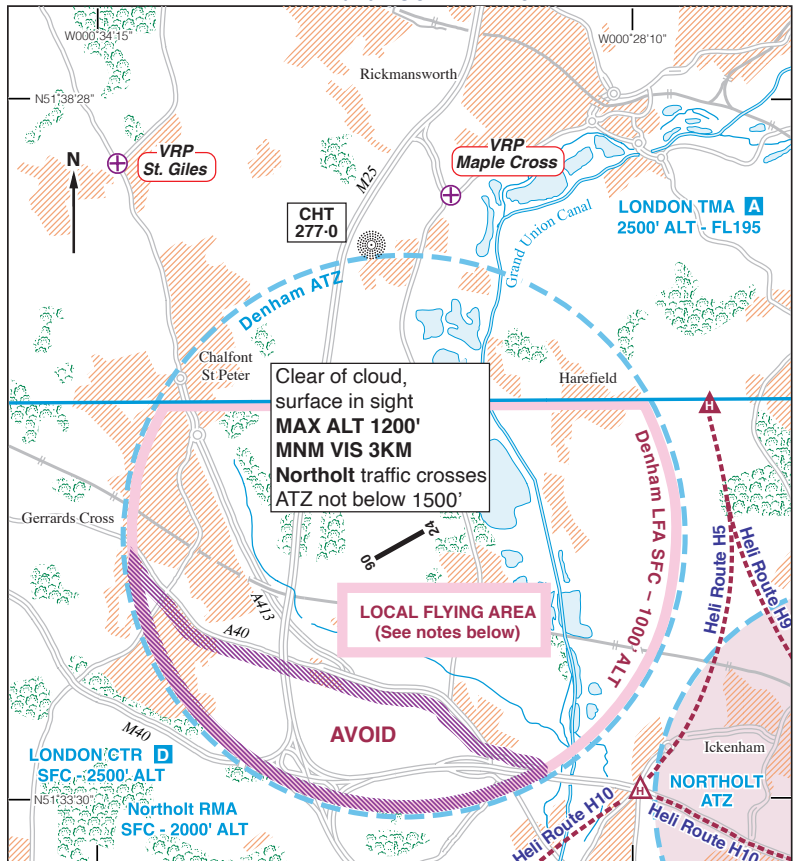 W000°34'15"
W000°28'10"
Rickmansworth
N51°38'28"
VRP
St. Giles
VRP
Maple Cross
N
M25
CHT
277·0
Grand Union Canal
LONDON TMA A
2500' ALT - FL195
Denham ATZ
Chalfont
St Peter
Harefield
Clear of cloud,
surface in sight
MAX ALT 1200'
MNM VIS 3KM
Northolt traffic crosses
ATZ not below 1500'
H
Denham LFA SFC – 1000' ALT
Gerrards Cross
24
06
Heli Route H5
Heli Route H9
LOCAL FLYING AREA
(See notes below)
A413
A40
M40
AVOID
LONDON CTR D
SFC - 2500' ALT
Ickenham
NORTHOLT
ATZ
H
N51°33'30"
Northolt RMA
SFC - 2000' ALT
Heli Route H10
Heli Route H10